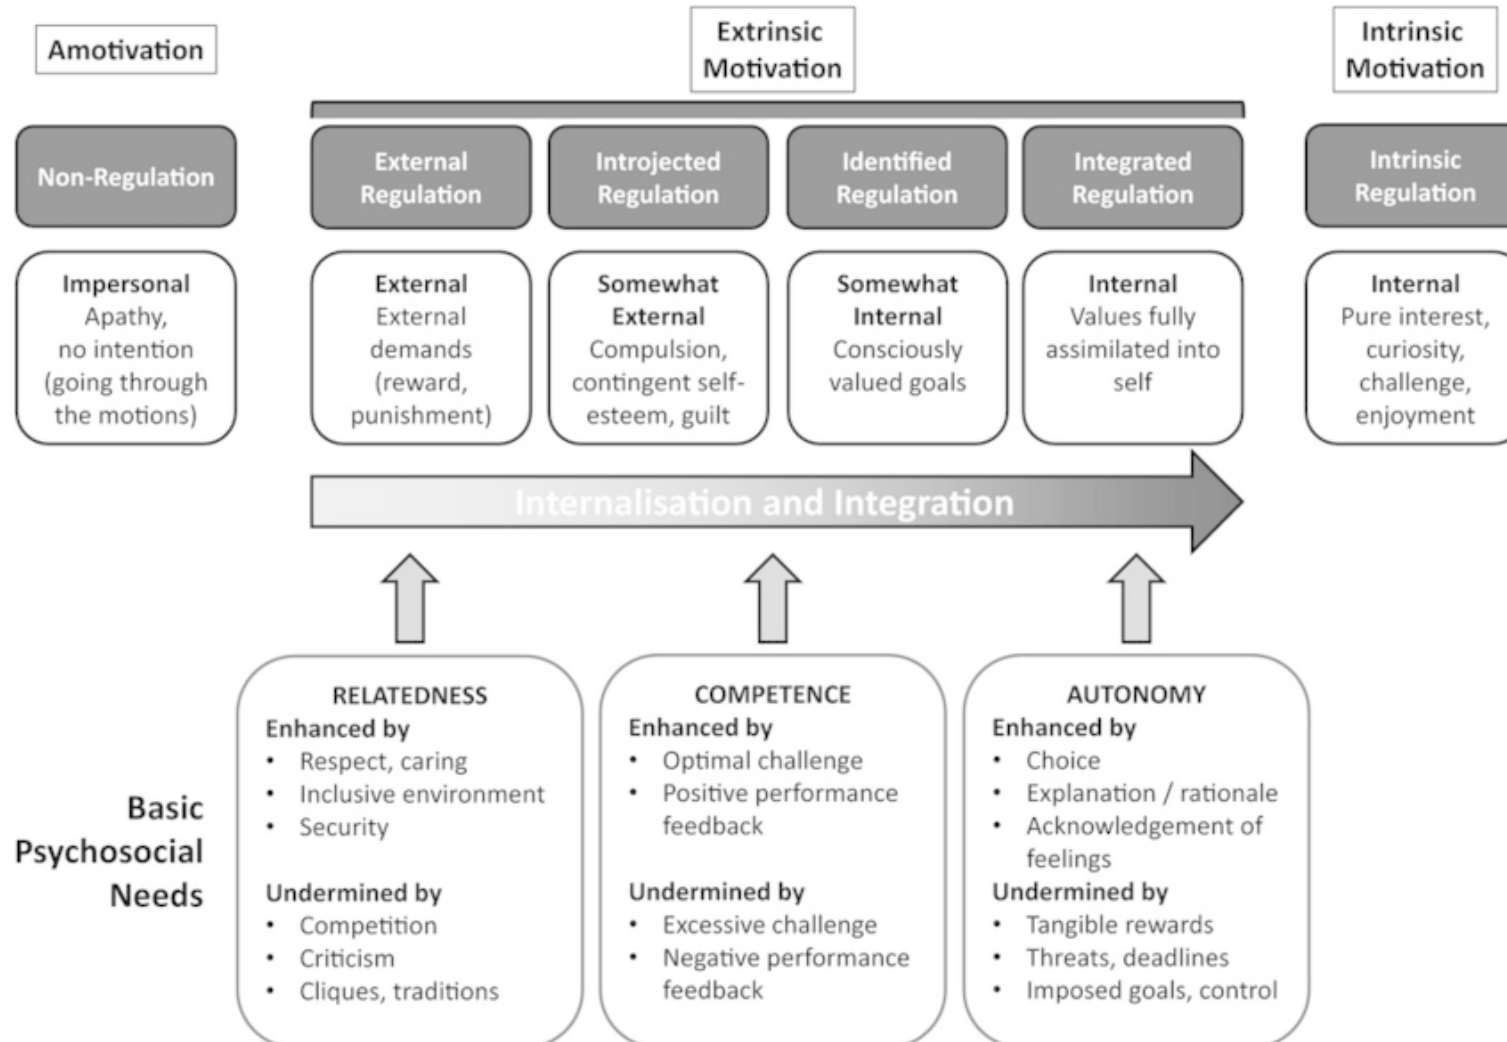 Amotivation
Extrinsic
Motivation
Intrinsic
Motivation
Non-Regulation
External
Regulation
Introjected
Regulation
Identified
Regulation
Integrated
Regulation
Intrinsic
Regulation
Impersonal
Apathy,
no intention
(going through
the motions)
External
External
demands
(reward,
punishment)
Somewhat
External
Compulsion,
contingent self-
esteem, guilt
Somewhat
Internal
Consciously
valued goals
Internal
Values fully
assimilated into
self
Internal
Pure interest,
curiosity,
challenge,
enjoyment
Internalisation and Integration
Basic
Psychosocial
Needs
RELATEDNESS
Enhanced by
• Respect, caring
• Inclusive environment
• Security
Undermined by
• Competition
• Criticism
• Cliques, traditions
COMPETENCE
Enhanced by
• Optimal challenge
• Positive performance
feedback
Undermined by
• Excessive challenge
• Negative performance
feedback
AUTONOMY
Enhanced by
• Choice
• Explanation / rationale
• Acknowledgement of
feelings
Undermined by
• Tangible rewards
• Threats, deadlines
• Imposed goals, control